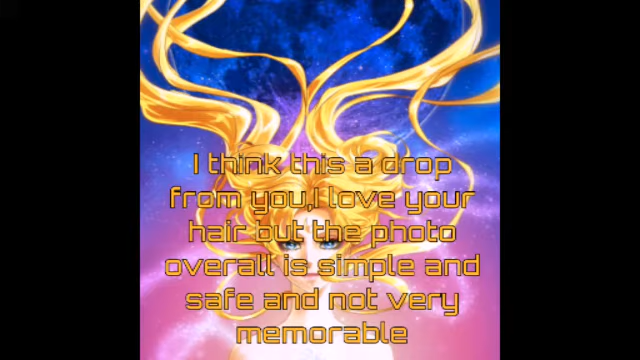 I think this a drop
from you,I love your
hair but the photo
overall is simple and
safe and not very
memorable